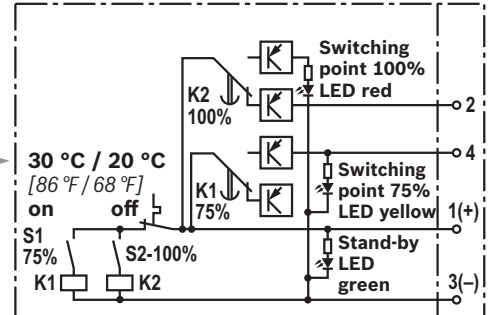 Switching
point 100%
LED red
K2
100%
2
4
30 °C / 20 °C
[86 °F / 68 °F]
on off
K1
75%
Switching
point 75%
LED yellow
1(+)
S1
75%
S2-100%
Stand-by
LED
green
K1 K2
3(–)